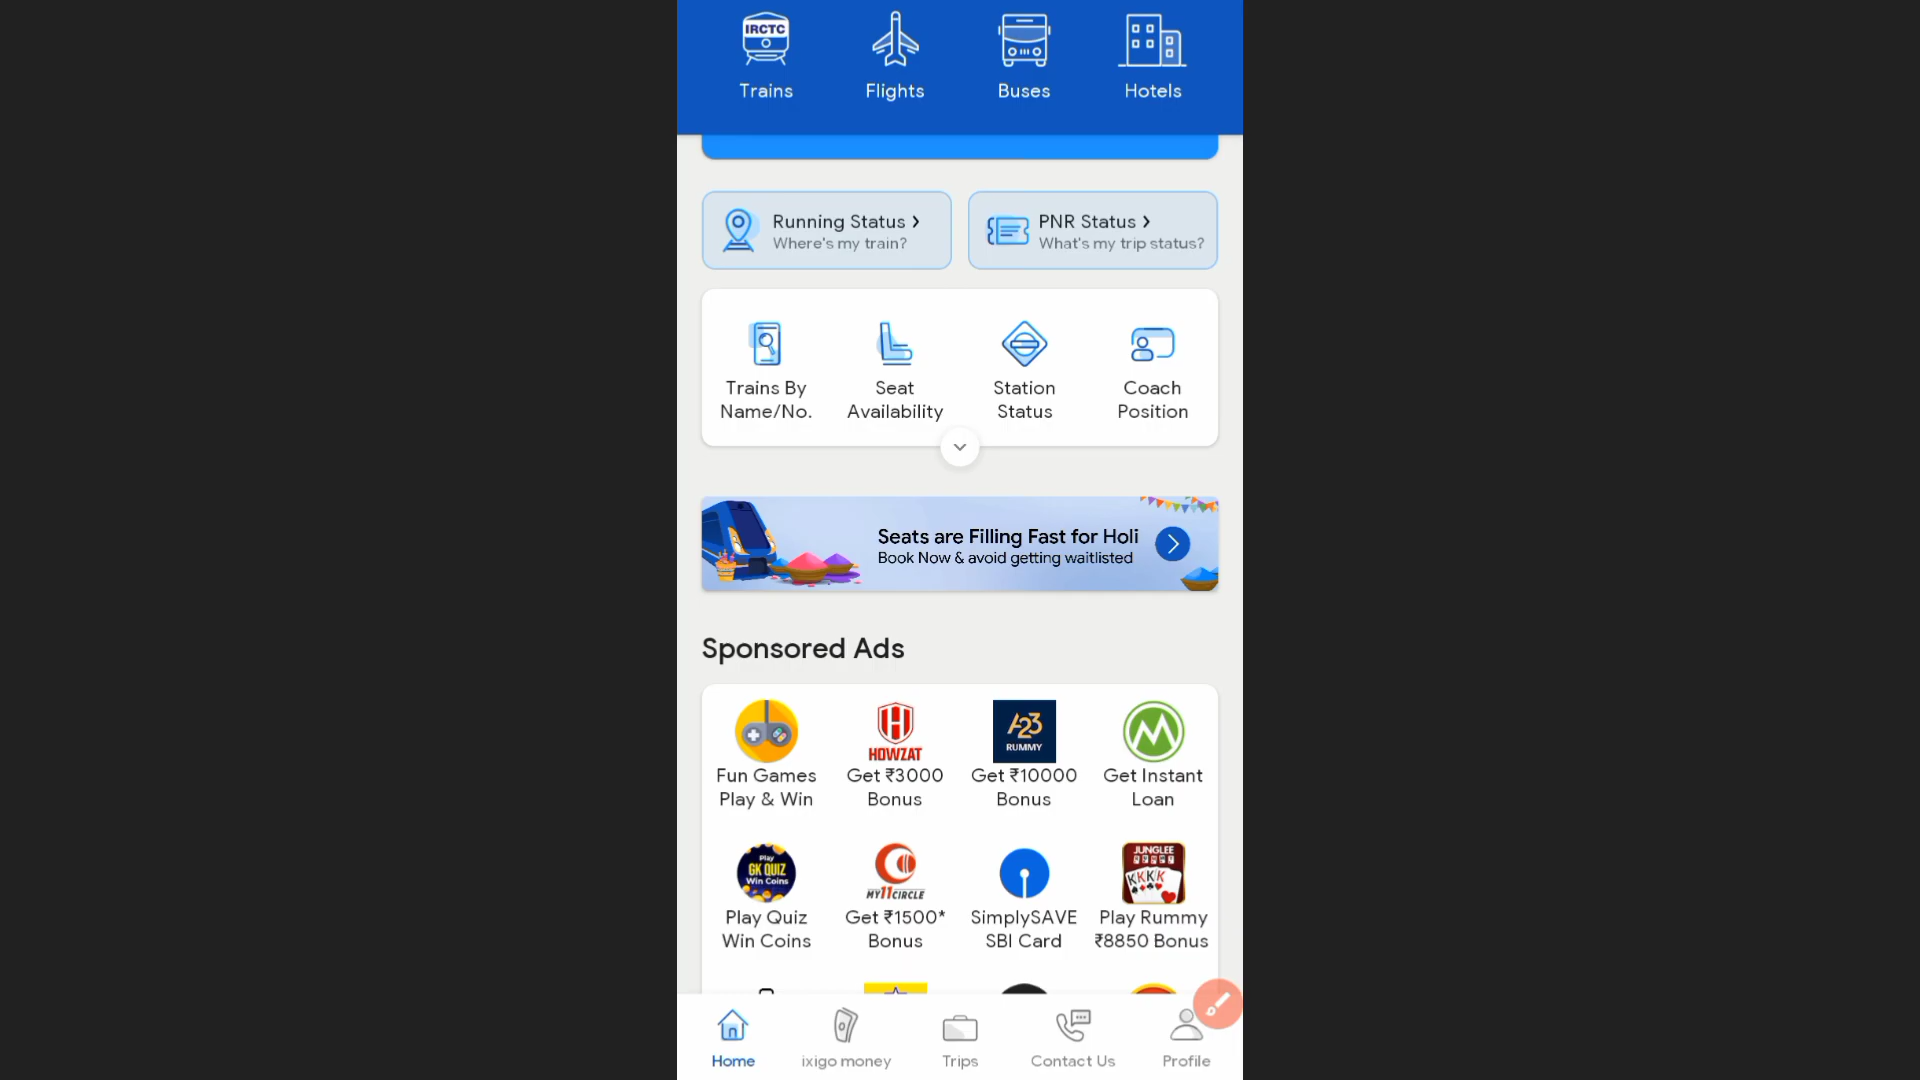 IRCTC
Trains Flights Buses Hotels
Running Status
Where's my train?
PNR Status
What's my trip status?
Trains By
Name/No.
Seat
Availability
Station
Status
Coach
Position
Seats are Filling Fast for Holi
Book Now & avoid getting waitlisted
Sponsored Ads
Fun Games
Play & Win
HOWZAT
Get ₹3000
Bonus
A23
RUMMY
Get ₹10000
Bonus
Get Instant
Loan
Play
GK QUIZ
Win Coins
Play Quiz
Win Coins
MY11CIRCLE
Get ₹1500*
Bonus
SimplySAVE
SBI Card
JUNGLEE
KKKK
Play Rummy
₹8850 Bonus
Home ixigo money Trips Contact Us Profile